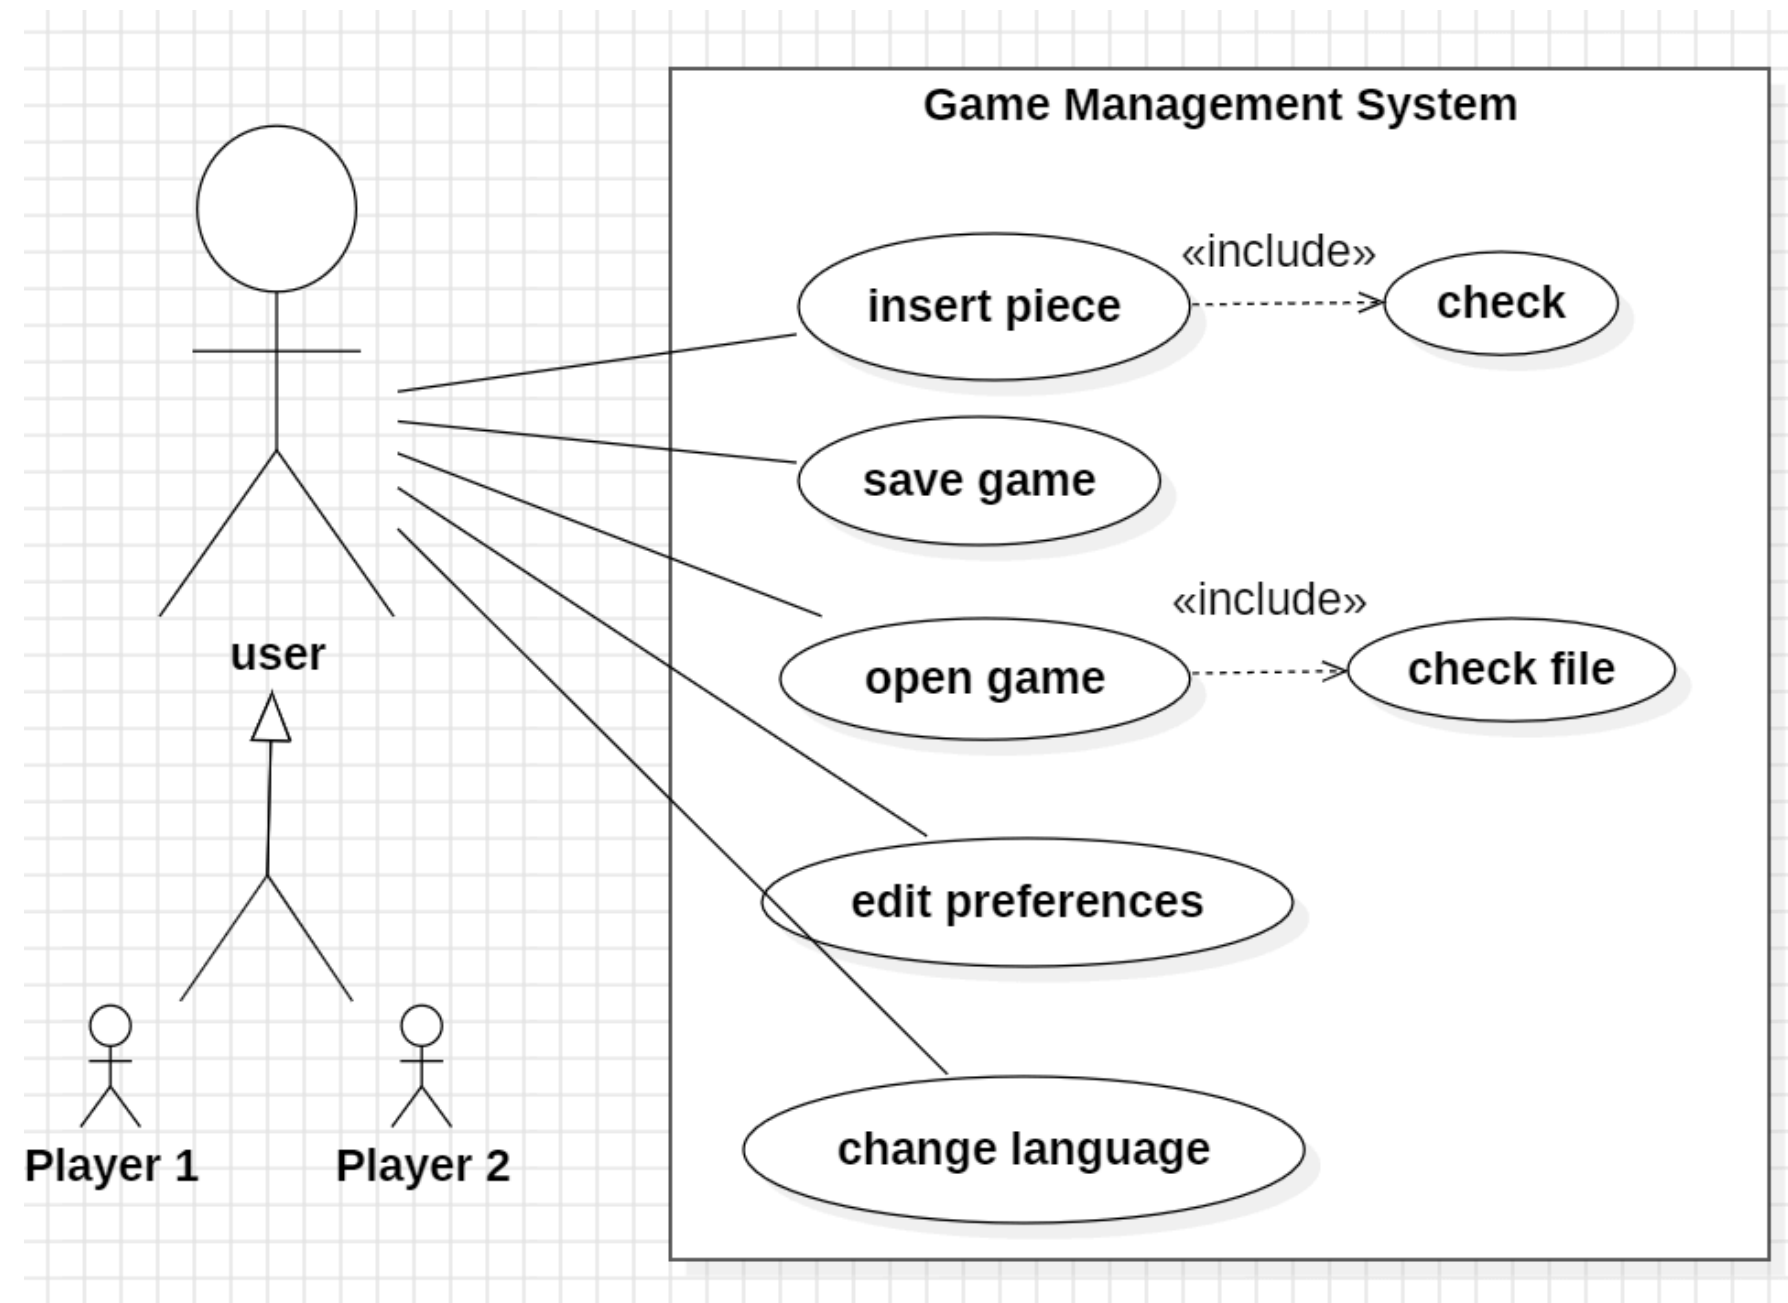 Game Management System
«include»
insert piece
check
save game
«include»
open game
check file
user
edit preferences
change language
Player 1
Player 2